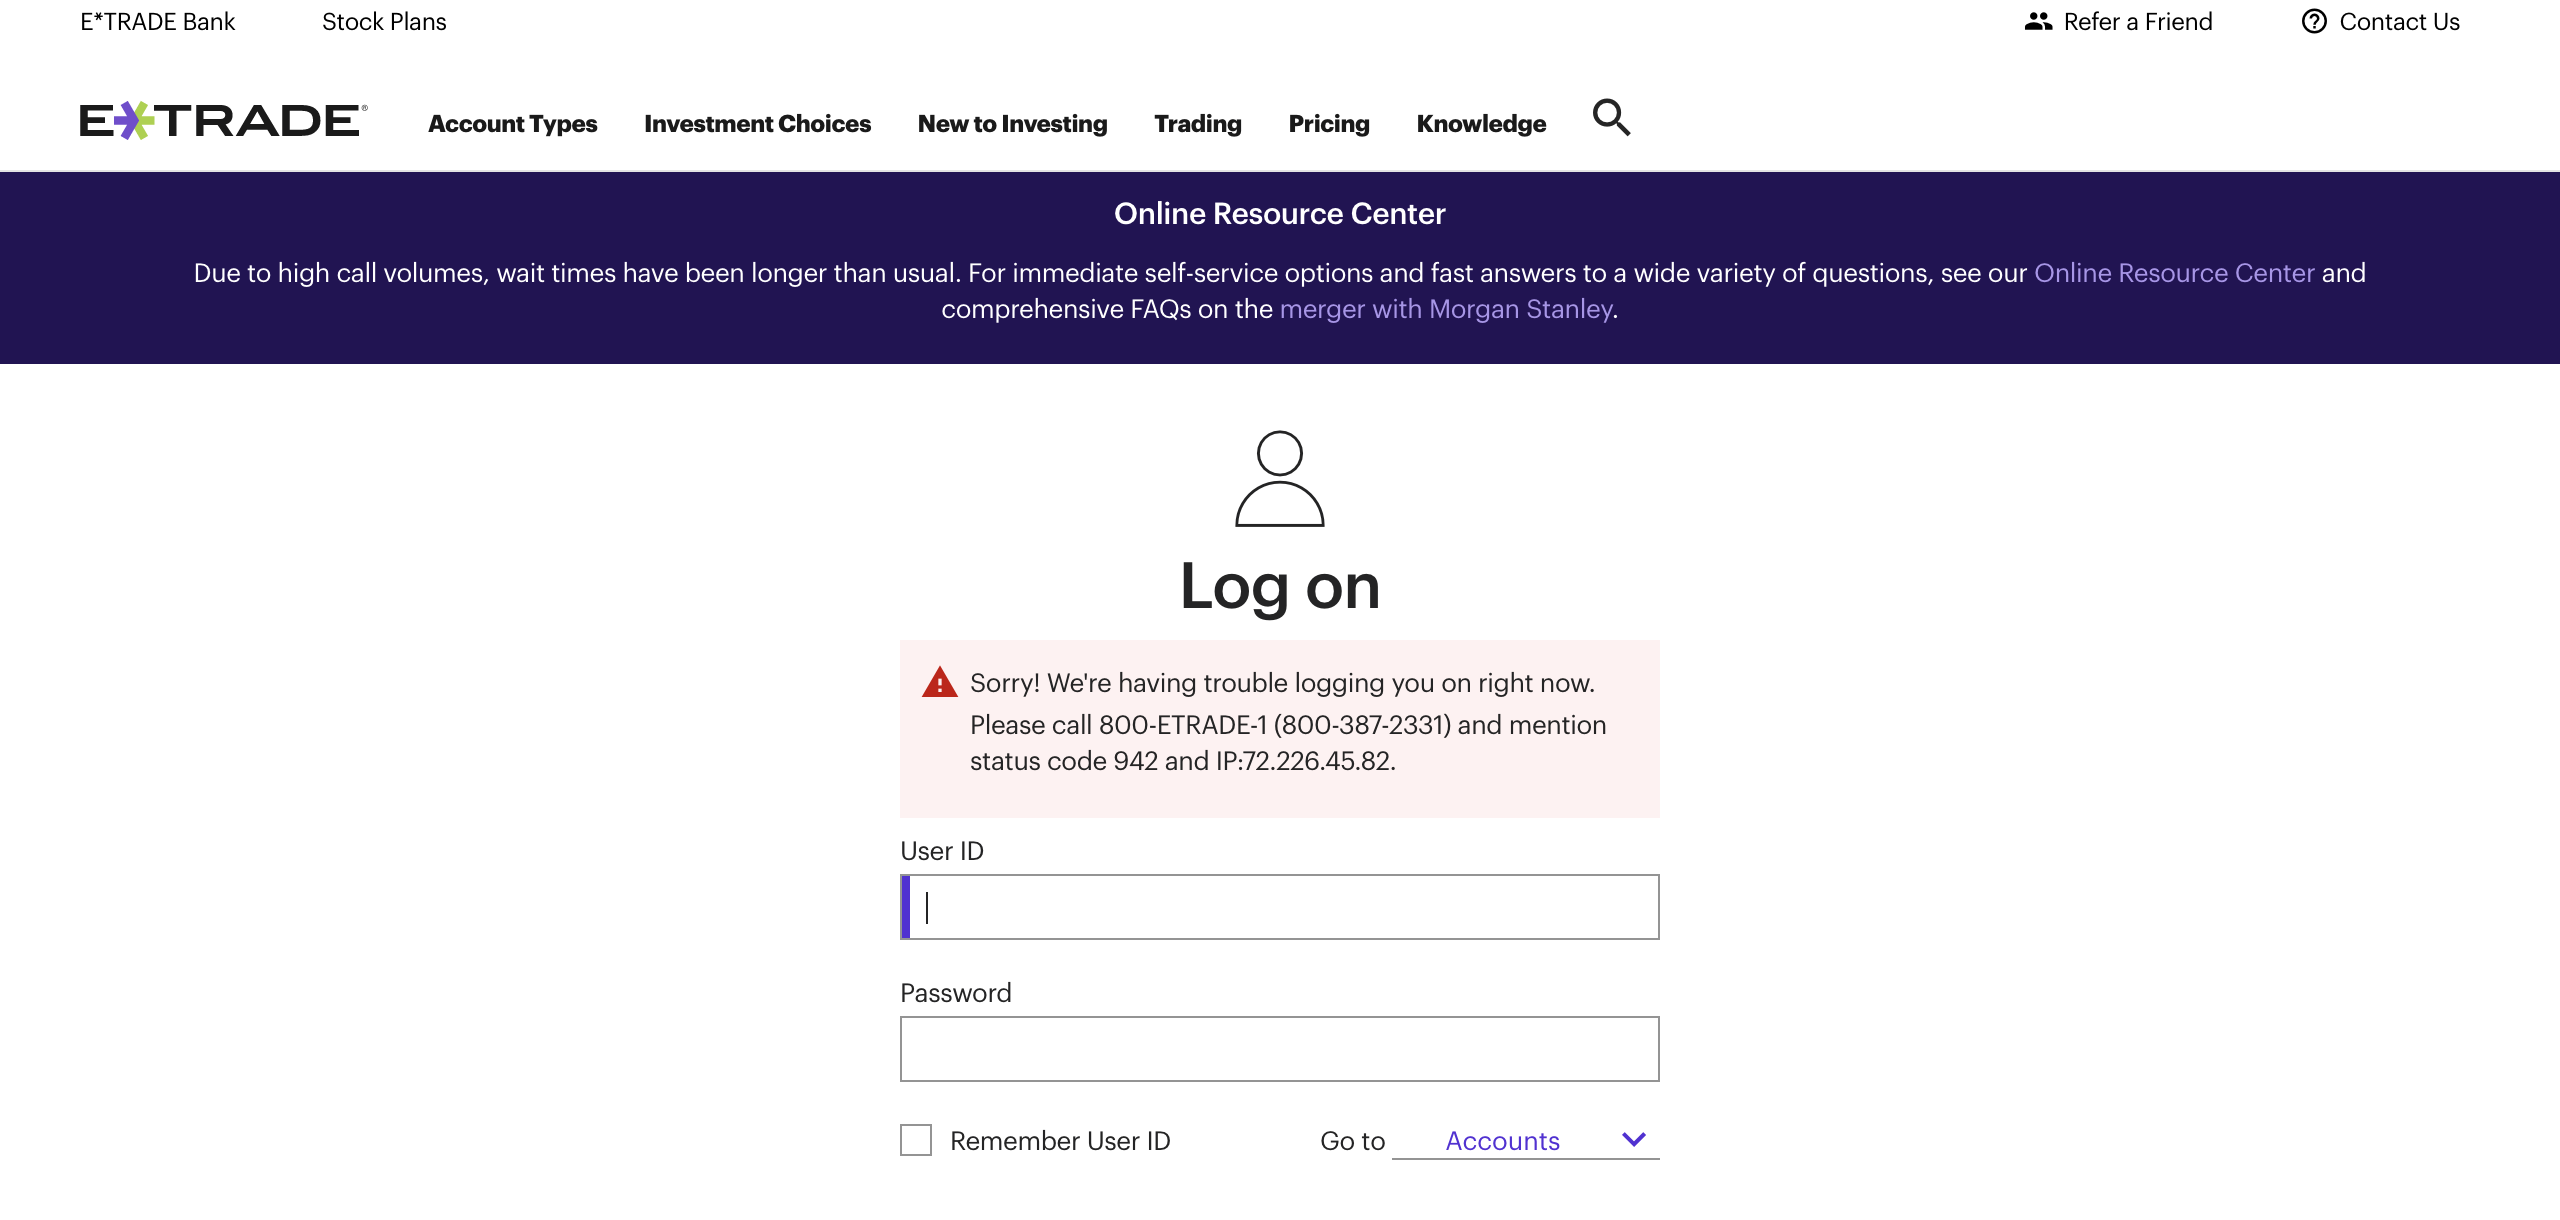 E*TRADE Bank
Stock Plans
Refer a Friend
Contact Us
E*TRADE®
Account Types
Investment Choices
New to Investing
Trading
Pricing
Knowledge
Online Resource Center
Due to high call volumes, wait times have been longer than usual. For immediate self-service options and fast answers to a wide variety of questions, see our Online Resource Center and
comprehensive FAQs on the merger with Morgan Stanley.
Log on
Sorry! We're having trouble logging you on right now.
Please call 800-ETRADE-1 (800-387-2331) and mention
status code 942 and IP:72.226.45.82.
User ID
Password
Remember User ID
Go to Accounts